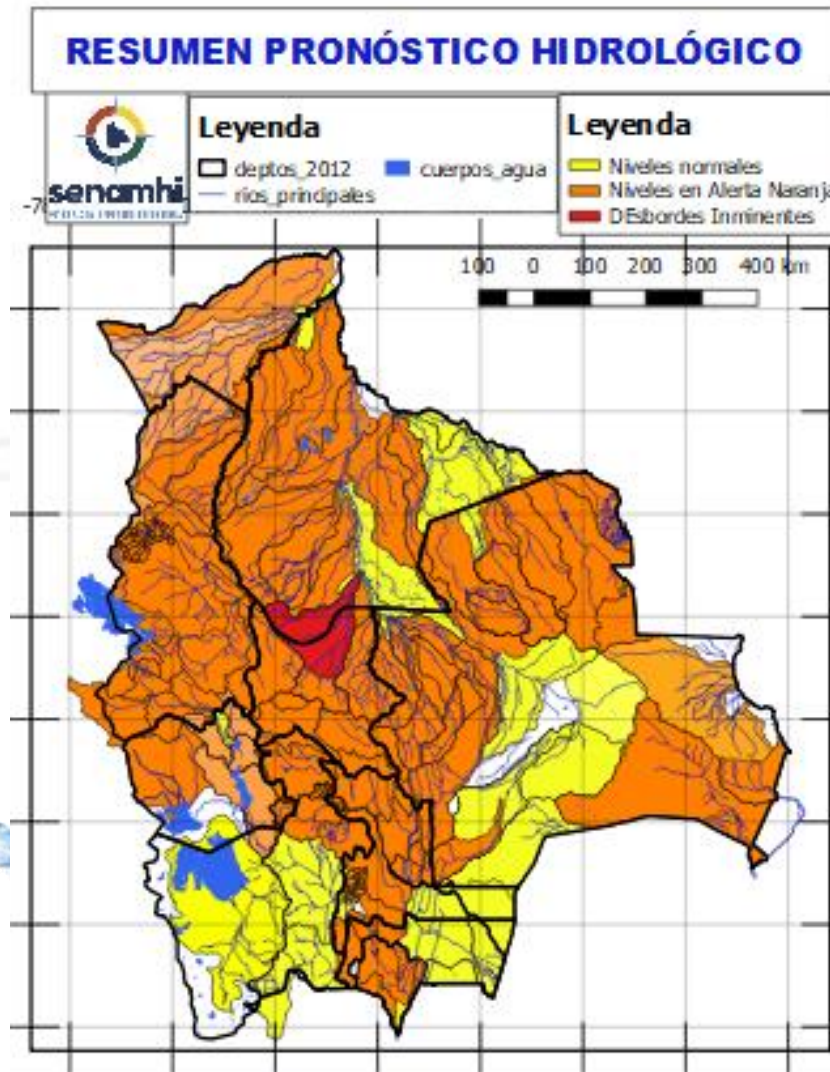 RESUMEN PRONÓSTICO HIDROLÓGICO
senamhi
Leyenda
deptos_2012
cuerpos_agua
rios_principales
Leyenda
Niveles normales
Niveles en Alerta Naranja
DEsbordes Inminentes
100 0 100 200 300 400 km